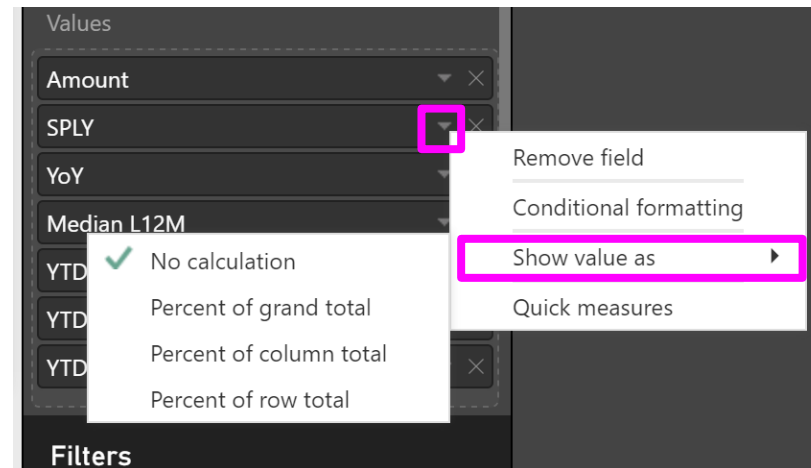 Values
Amount
SPLY
YoY
Median L12M
YTD
YTD
YTD
Remove field
Conditional formatting
Show value as
Quick measures
No calculation
Percent of grand total
Percent of column total
Percent of row total
Filters